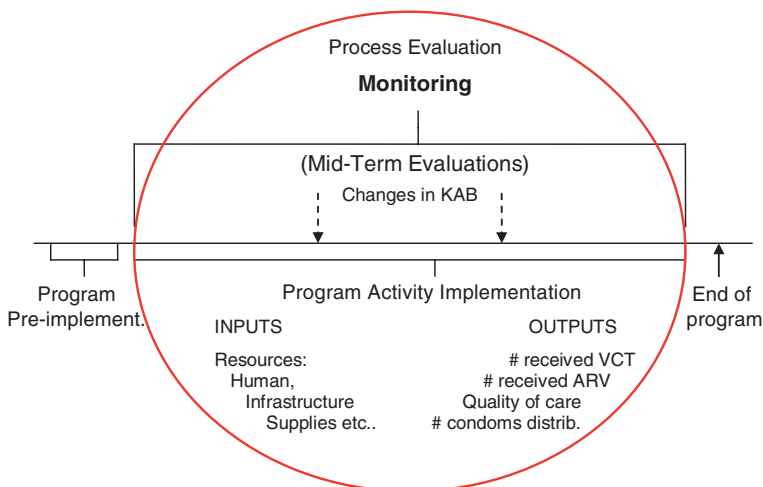 Process Evaluation
Monitoring
(Mid-Term Evaluations)
Changes in KAB
Program
Pre-implement.
Program Activity Implementation
End of
program
INPUTS
Resources:
Human,
Infrastructure
Supplies etc..
OUTPUTS
# received VCT
# received ARV
Quality of care
# condoms distrib.